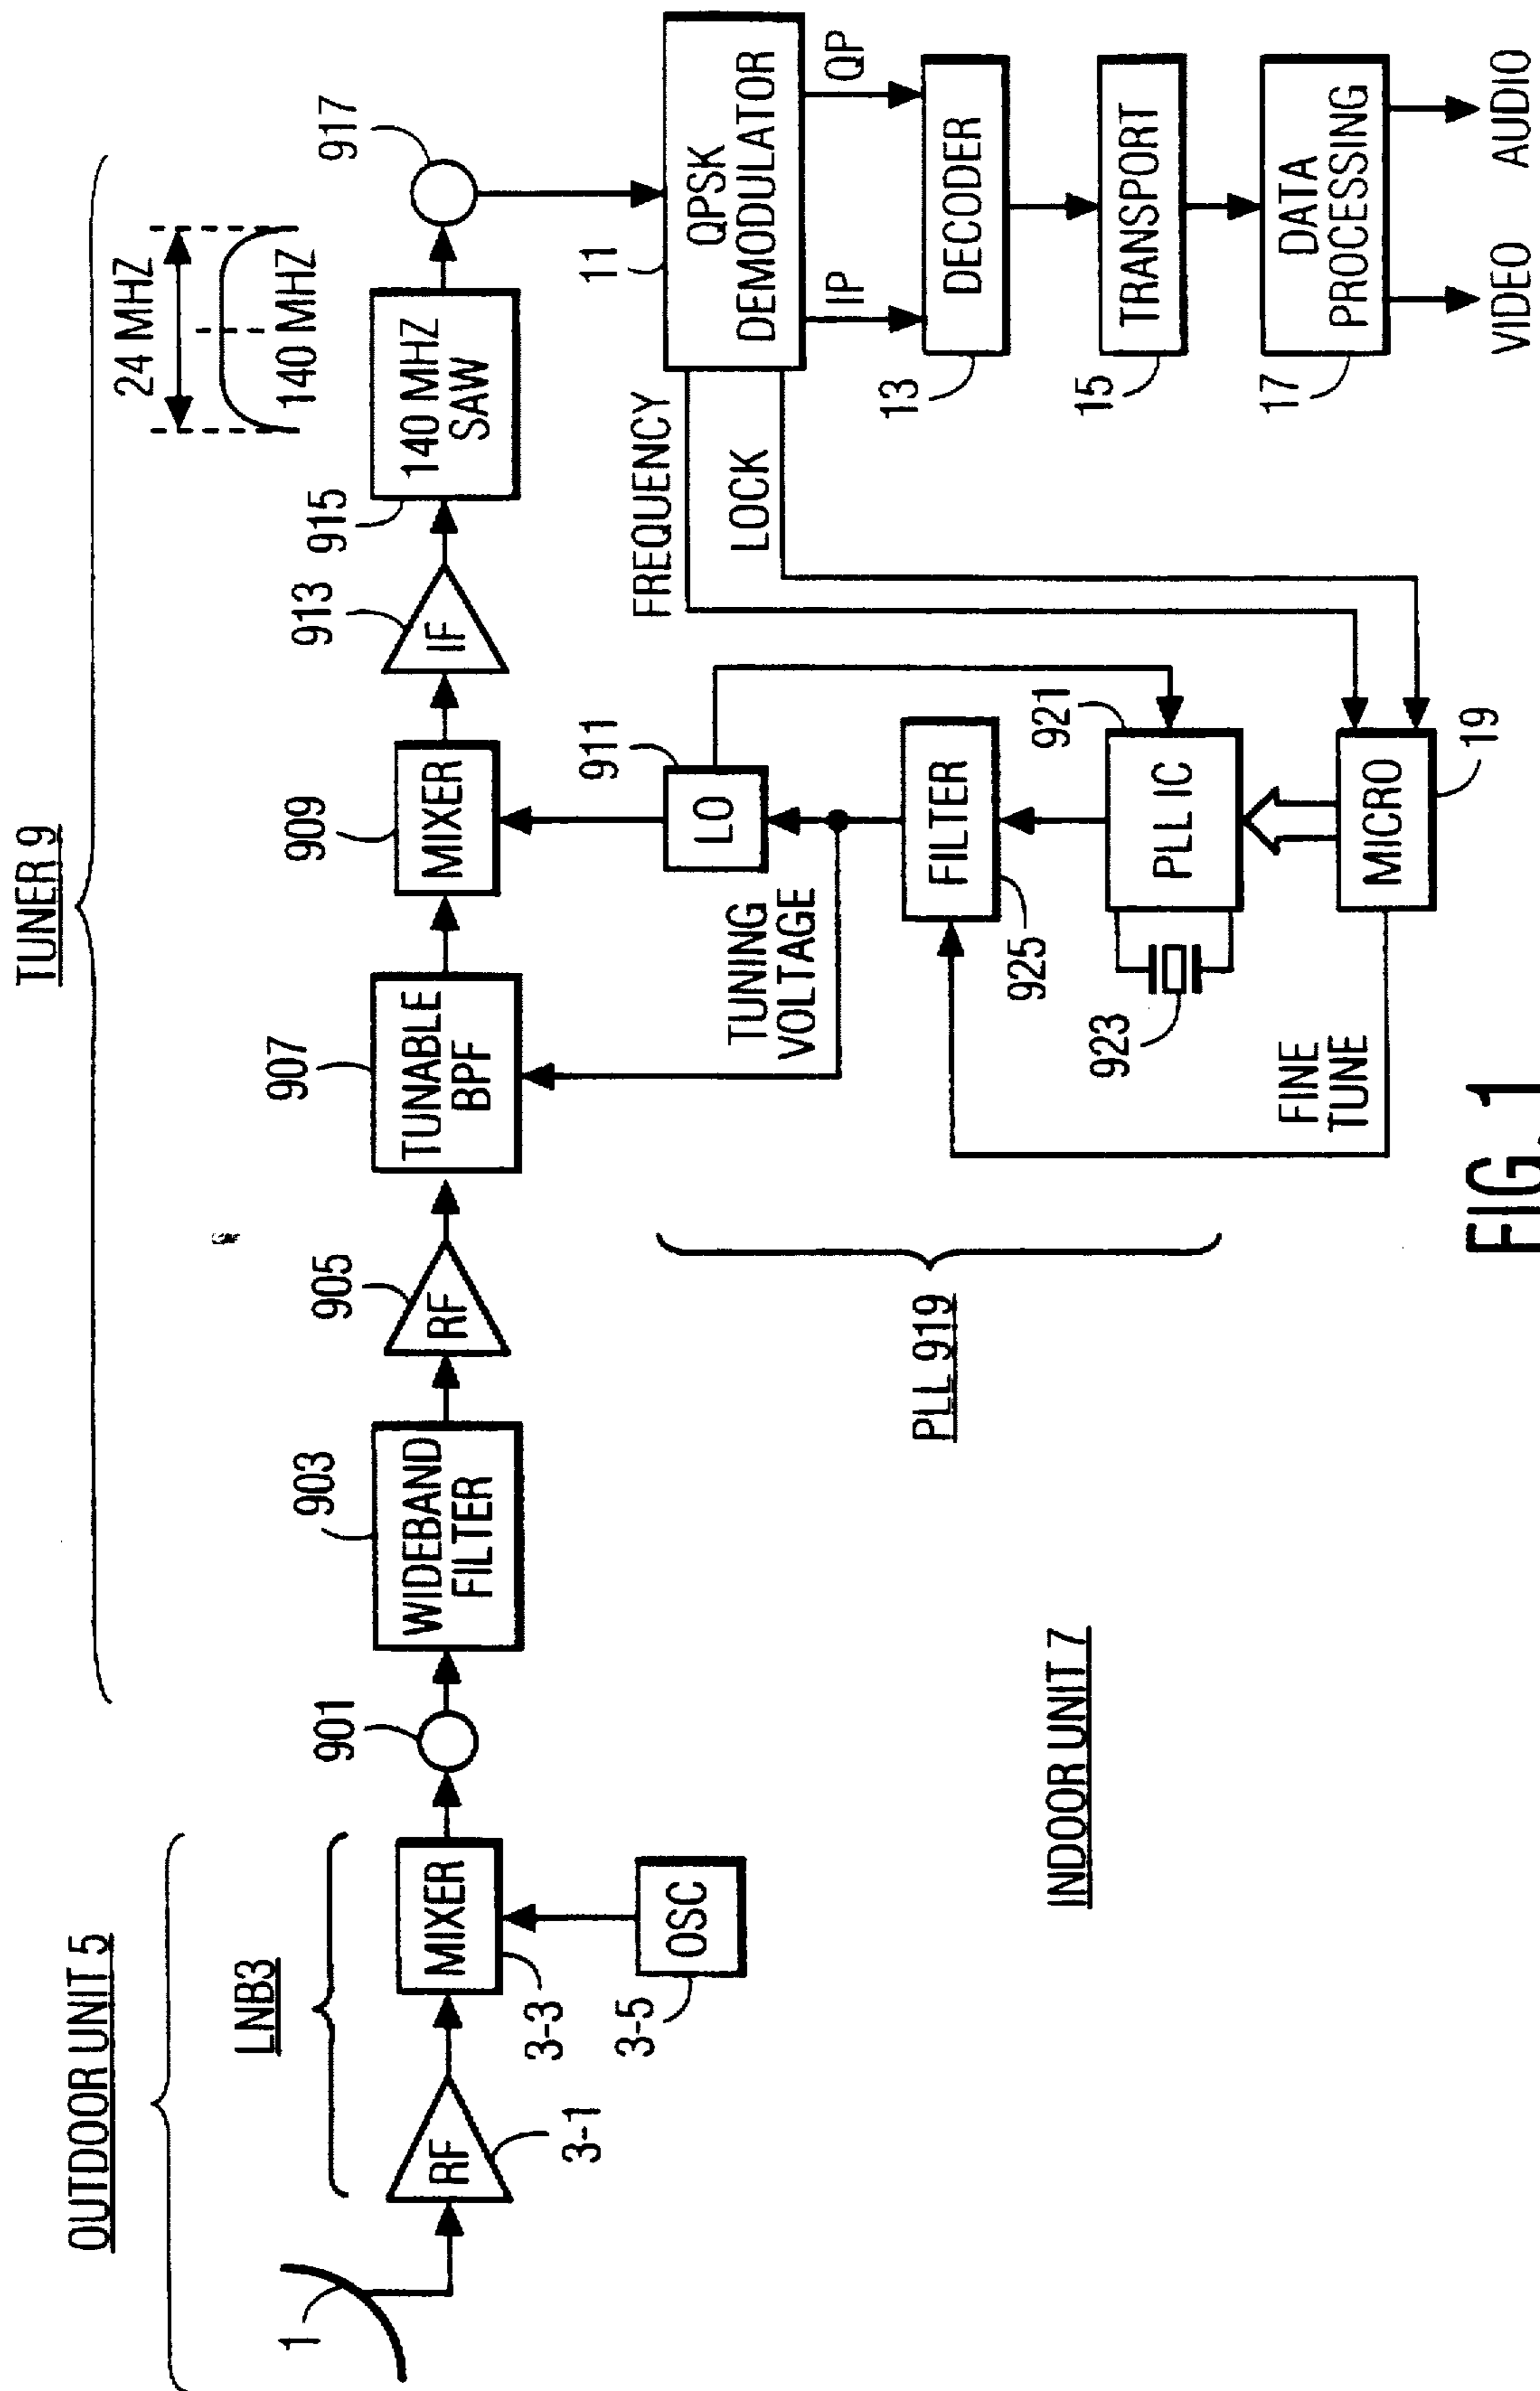 TUNER 9
OUTDOOR UNIT 5
LNB3
24 MHZ
140 MHZ
1
RF
3-1
MIXER
3-3
OSC
3-5
901
WIDEBAND
FILTER
903
RF
905
TUNABLE
BPF
907
MIXER
909
IF
913
140 MHZ
SAW
915
917
LO
911
TUNING
VOLTAGE
FILTER
925
PLL IC
921
923
MICRO
19
FINE
TUNE
PLL 919
FREQUENCY
LOCK
QPSK
DEMODULATOR
11
IP
QP
DECODER
13
TRANSPORT
15
DATA
PROCESSING
17
VIDEO
AUDIO
INDOOR UNIT 7
FIG. 1